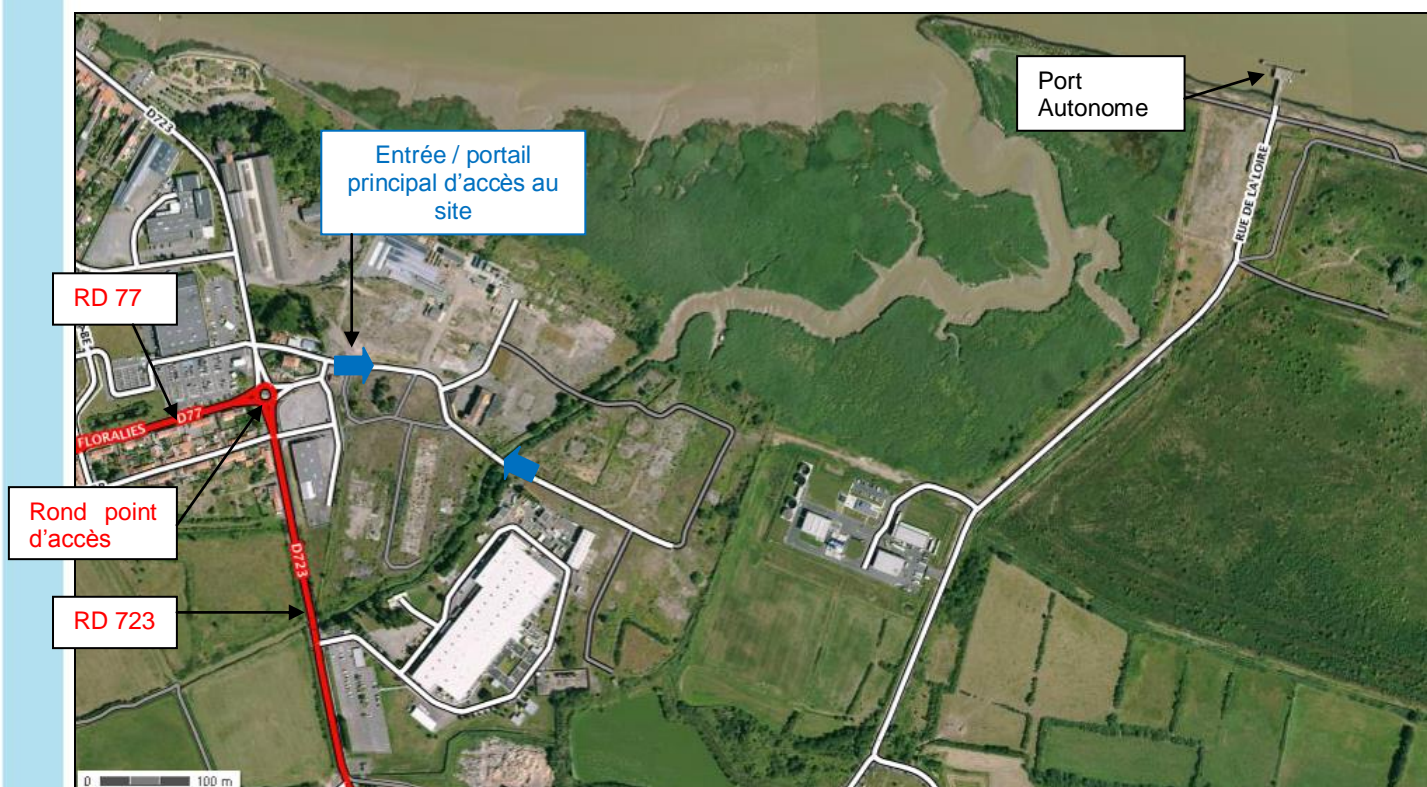 D723
Port
Autonome
Entrée / portail
principal d'accès au
site
RUE DE LA LOIRE
RD 77
D77
FLORALIES
Rond point
d'accès
D723
RD 723
0 100 m